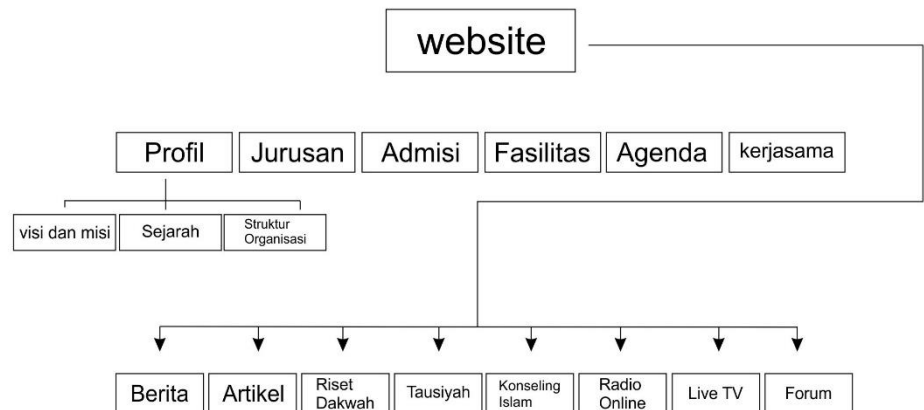 website
Profil
Jurusan
Admisi
Fasilitas
Agenda
kerjasama
visi dan misi
Sejarah
Struktur
Organisasi
Berita
Artikel
Riset
Dakwah
Tausiyah
Konseling
Islam
Radio
Online
Live TV
Forum